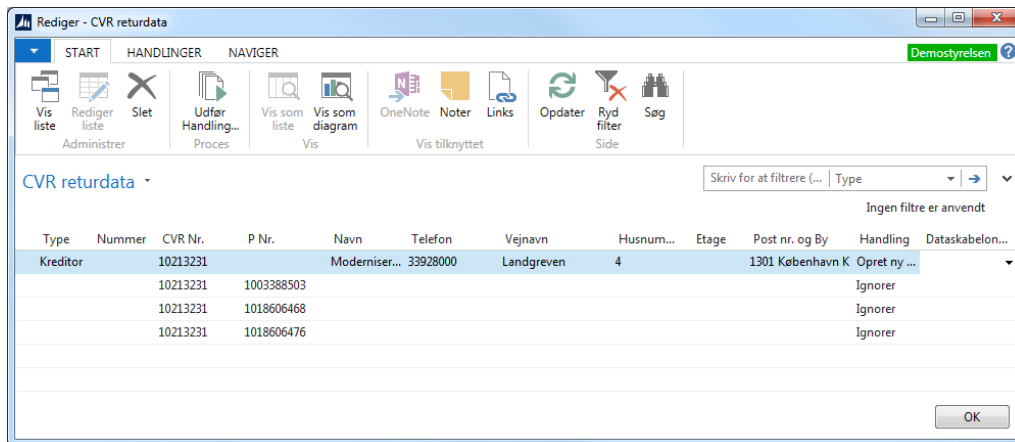 Rediger - CVR returdata
START HANDLINGER NAVIGER Demostyrelsen ?
Vis liste Rediger liste Slet Udfør Handling... Vis som liste Vis som diagram OneNote Noter Links Opdater Ryd filter Søg
Administrer Proces Vis Vis tilknyttet Side
CVR returdata Skriv for at filtrere (... Type
Ingen filtre er anvendt
Type Nummer CVR Nr. P Nr. Navn Telefon Vejnavn Husnum... Etage Post nr. og By Handling Dataskabelon...
Kreditor 10213231 Moderniser... 33928000 Landgreven 4 1301 København K Opret ny ...
10213231 1003388503 Ignorer
10213231 1018606468 Ignorer
10213231 1018606476 Ignorer
OK